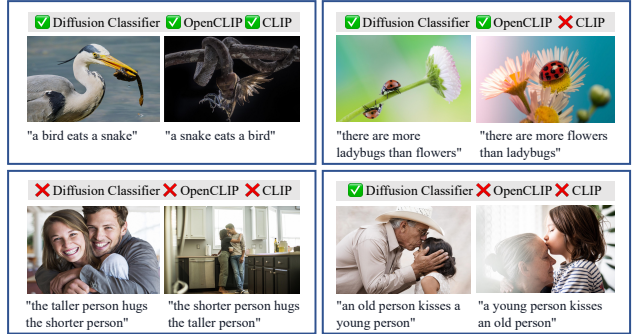 ✅ Diffusion Classifier ✅ OpenCLIP ✅ CLIP
"a bird eats a snake"
"a snake eats a bird"
✅ Diffusion Classifier ✅ OpenCLIP ❌ CLIP
"there are more
ladybugs than flowers"
"there are more flowers
than ladybugs"
❌ Diffusion Classifier ❌ OpenCLIP ❌ CLIP
"the taller person hugs
the shorter person"
"the shorter person hugs
the taller person"
✅ Diffusion Classifier ❌ OpenCLIP ❌ CLIP
"an old person kisses a
young person"
"a young person kisses
an old person"